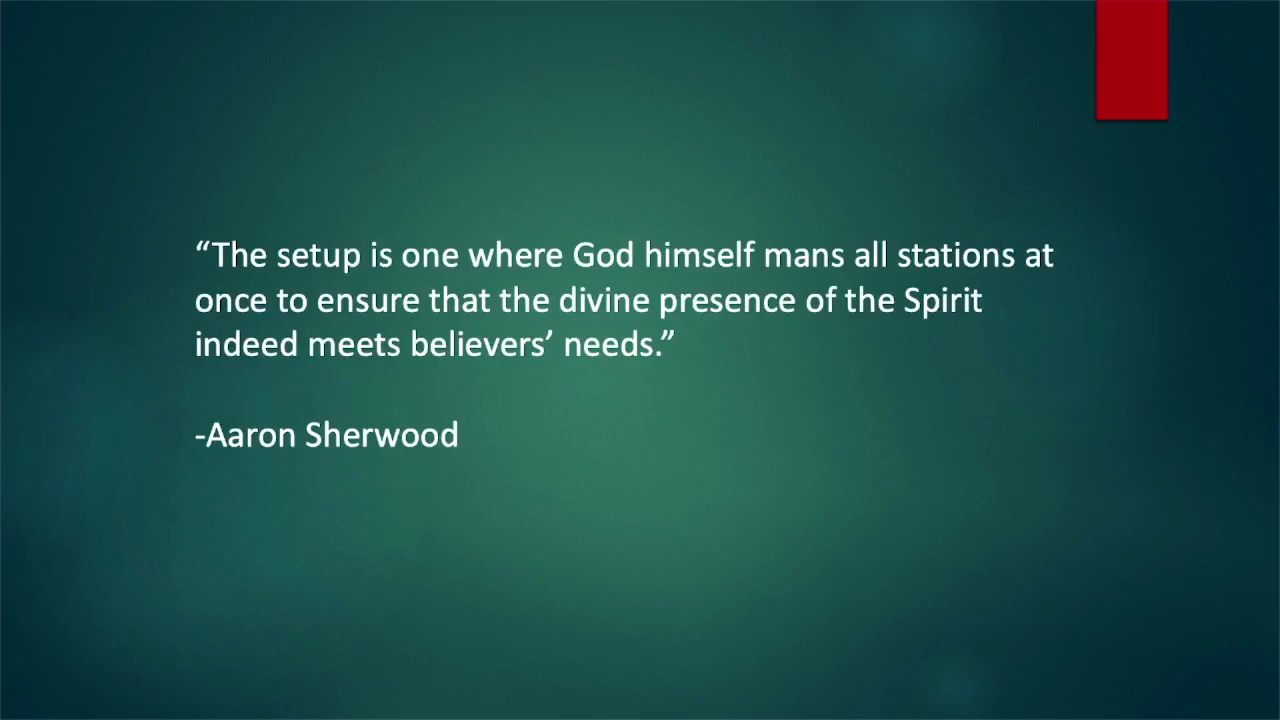 “The setup is one where God himself mans all stations at
once to ensure that the divine presence of the Spirit
indeed meets believers’ needs.”
-Aaron Sherwood